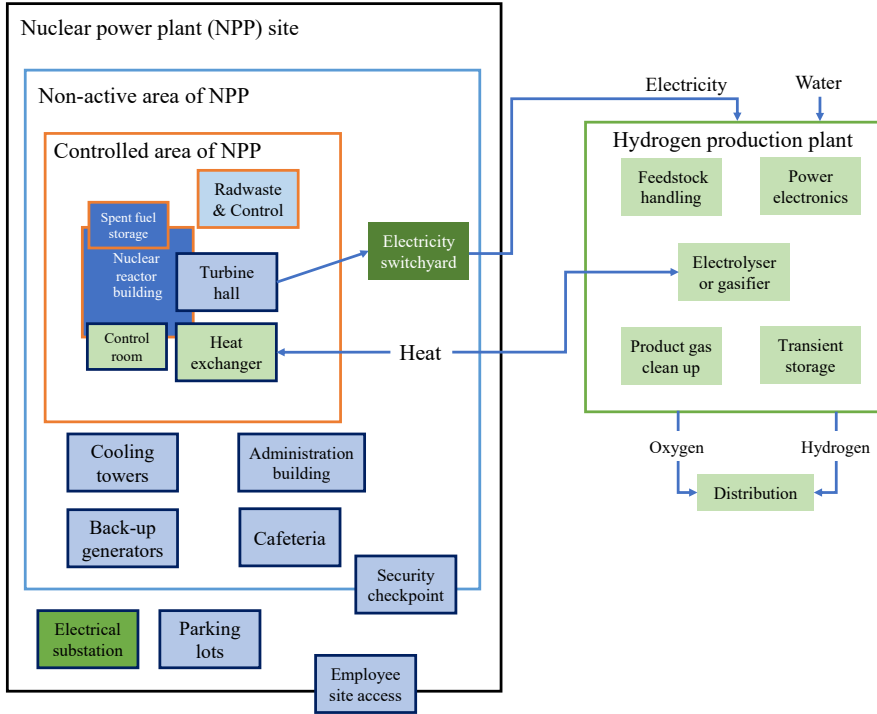 Nuclear power plant (NPP) site
Non-active area of NPP
Controlled area of NPP
Radwaste
& Control
Spent fuel
storage
Nuclear
reactor
building
Turbine
hall
Control
room
Heat
exchanger
Electricity
switchyard
Heat
Cooling
towers
Administration
building
Back-up
generators
Cafeteria
Security
checkpoint
Electrical
substation
Parking
lots
Employee
site access
Electricity
Water
Hydrogen production plant
Feedstock
handling
Power
electronics
Electrolyser
or gasifier
Product gas
clean up
Transient
storage
Oxygen
Hydrogen
Distribution